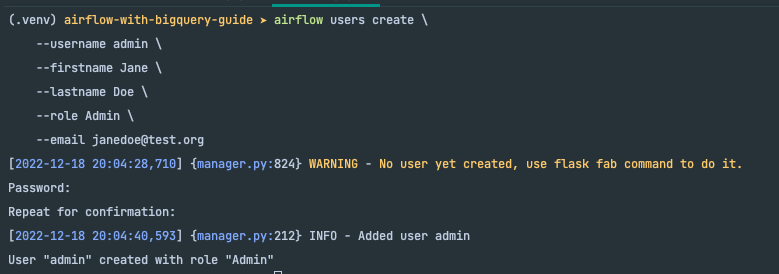 (.venv) airflow-with-bigquery-guide ➤ airflow users create \
--username admin \
--firstname Jane \
--lastname Doe \
--role Admin \
--email janedoe@test.org
[2022-12-18 20:04:28,710] {manager.py:824} WARNING - No user yet created, use flask fab command to do it.
Password:
Repeat for confirmation:
[2022-12-18 20:04:40,593] {manager.py:212} INFO - Added user admin
User "admin" created with role "Admin"